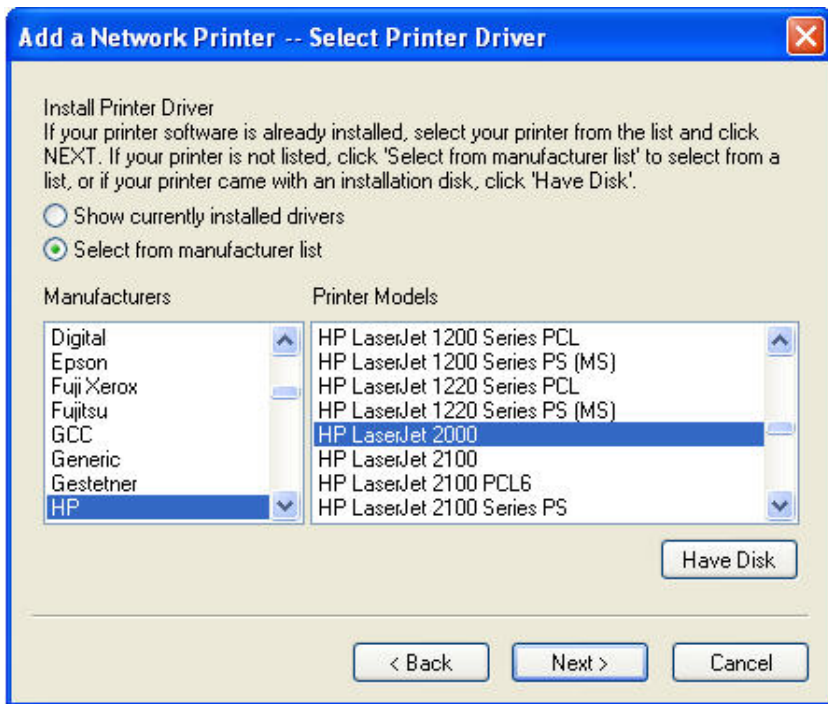 Add a Network Printer -- Select Printer Driver
Install Printer Driver
If your printer software is already installed, select your printer from the list and click
NEXT. If your printer is not listed, click 'Select from manufacturer list' to select from a
list, or if your printer came with an installation disk, click 'Have Disk'.
Show currently installed drivers
Select from manufacturer list
Manufacturers
Digital
Epson
Fuji Xerox
Fujitsu
GCC
Generic
Gestetner
HP
Printer Models
HP LaserJet 1200 Series PCL
HP LaserJet 1200 Series PS (MS)
HP LaserJet 1220 Series PCL
HP LaserJet 1220 Series PS (MS)
HP LaserJet 2000
HP LaserJet 2100
HP LaserJet 2100 PCL6
HP LaserJet 2100 Series PS
Have Disk
< Back
Next >
Cancel